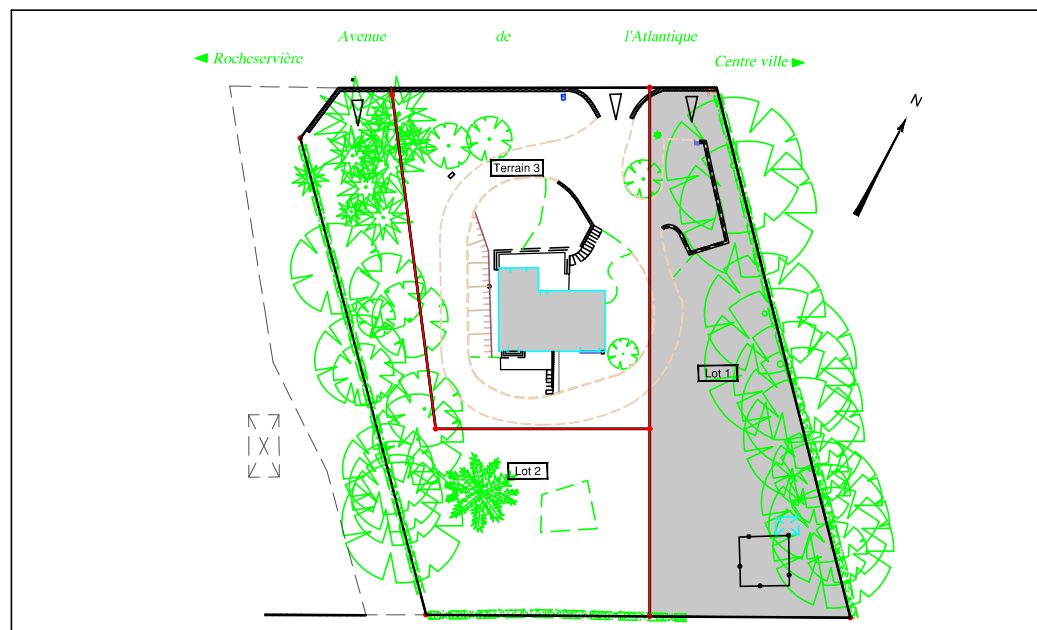 Avenue de l'Atlantique
Rocheservière
Centre ville
N
Terrain 3
Lot 1
Lot 2